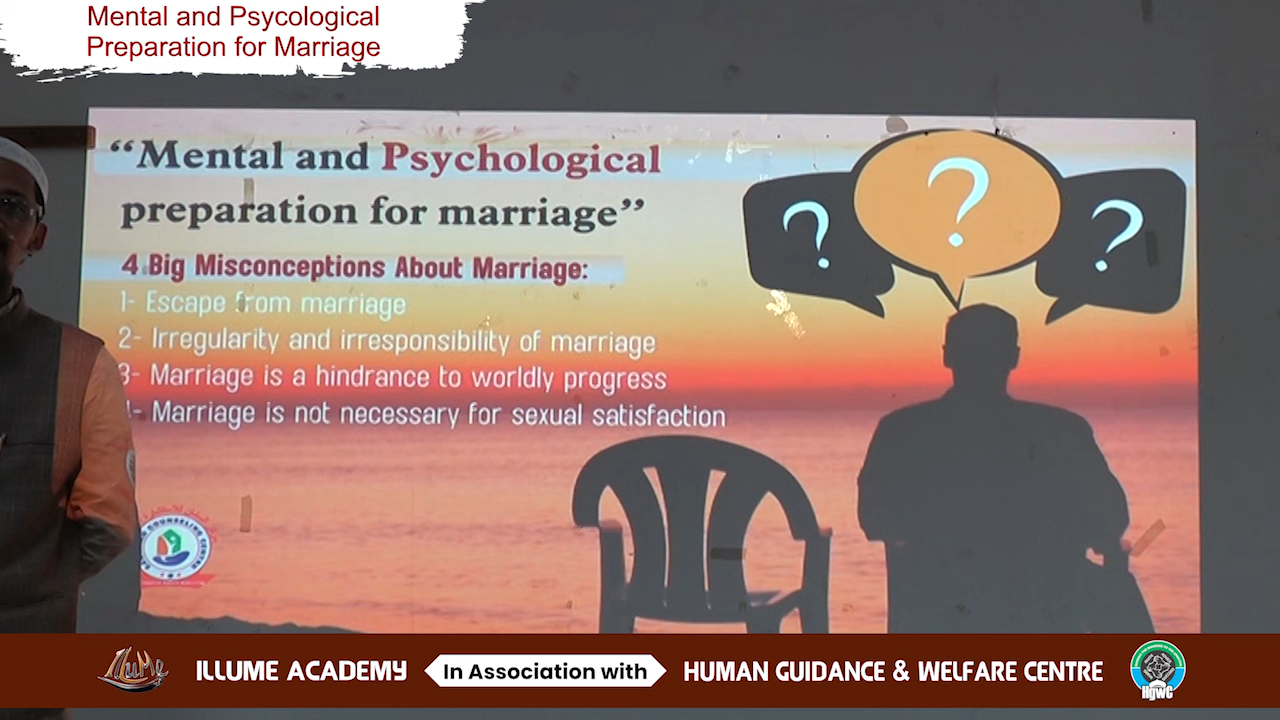 Mental and Psycological
Preparation for Marriage
“Mental and Psychological
preparation for marriage”
4 Big Misconceptions About Marriage:
1- Escape from marriage
2- Irregularity and irresponsibility of marriage
3- Marriage is a hindrance to worldly progress
- Marriage is not necessary for sexual satisfaction
? ? ?
COUNSELING CENTRE
ILLUME ACADEMY
In Association with
HUMAN GUIDANCE & WELFARE CENTRE
HgWC